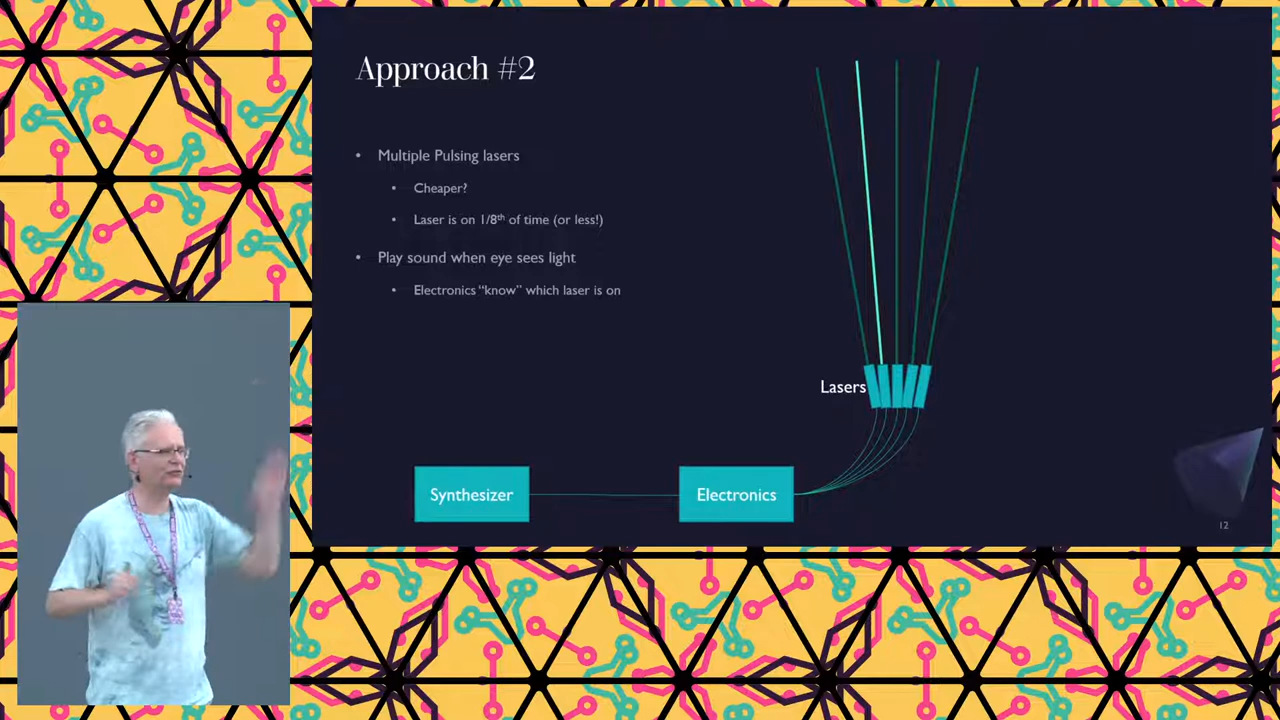 Approach #2
• Multiple Pulsing lasers
• Cheaper?
• Laser is on 1/8th of time (or less!)
• Play sound when eye sees light
• Electronics “know” which laser is on
Lasers
Synthesizer
Electronics
12